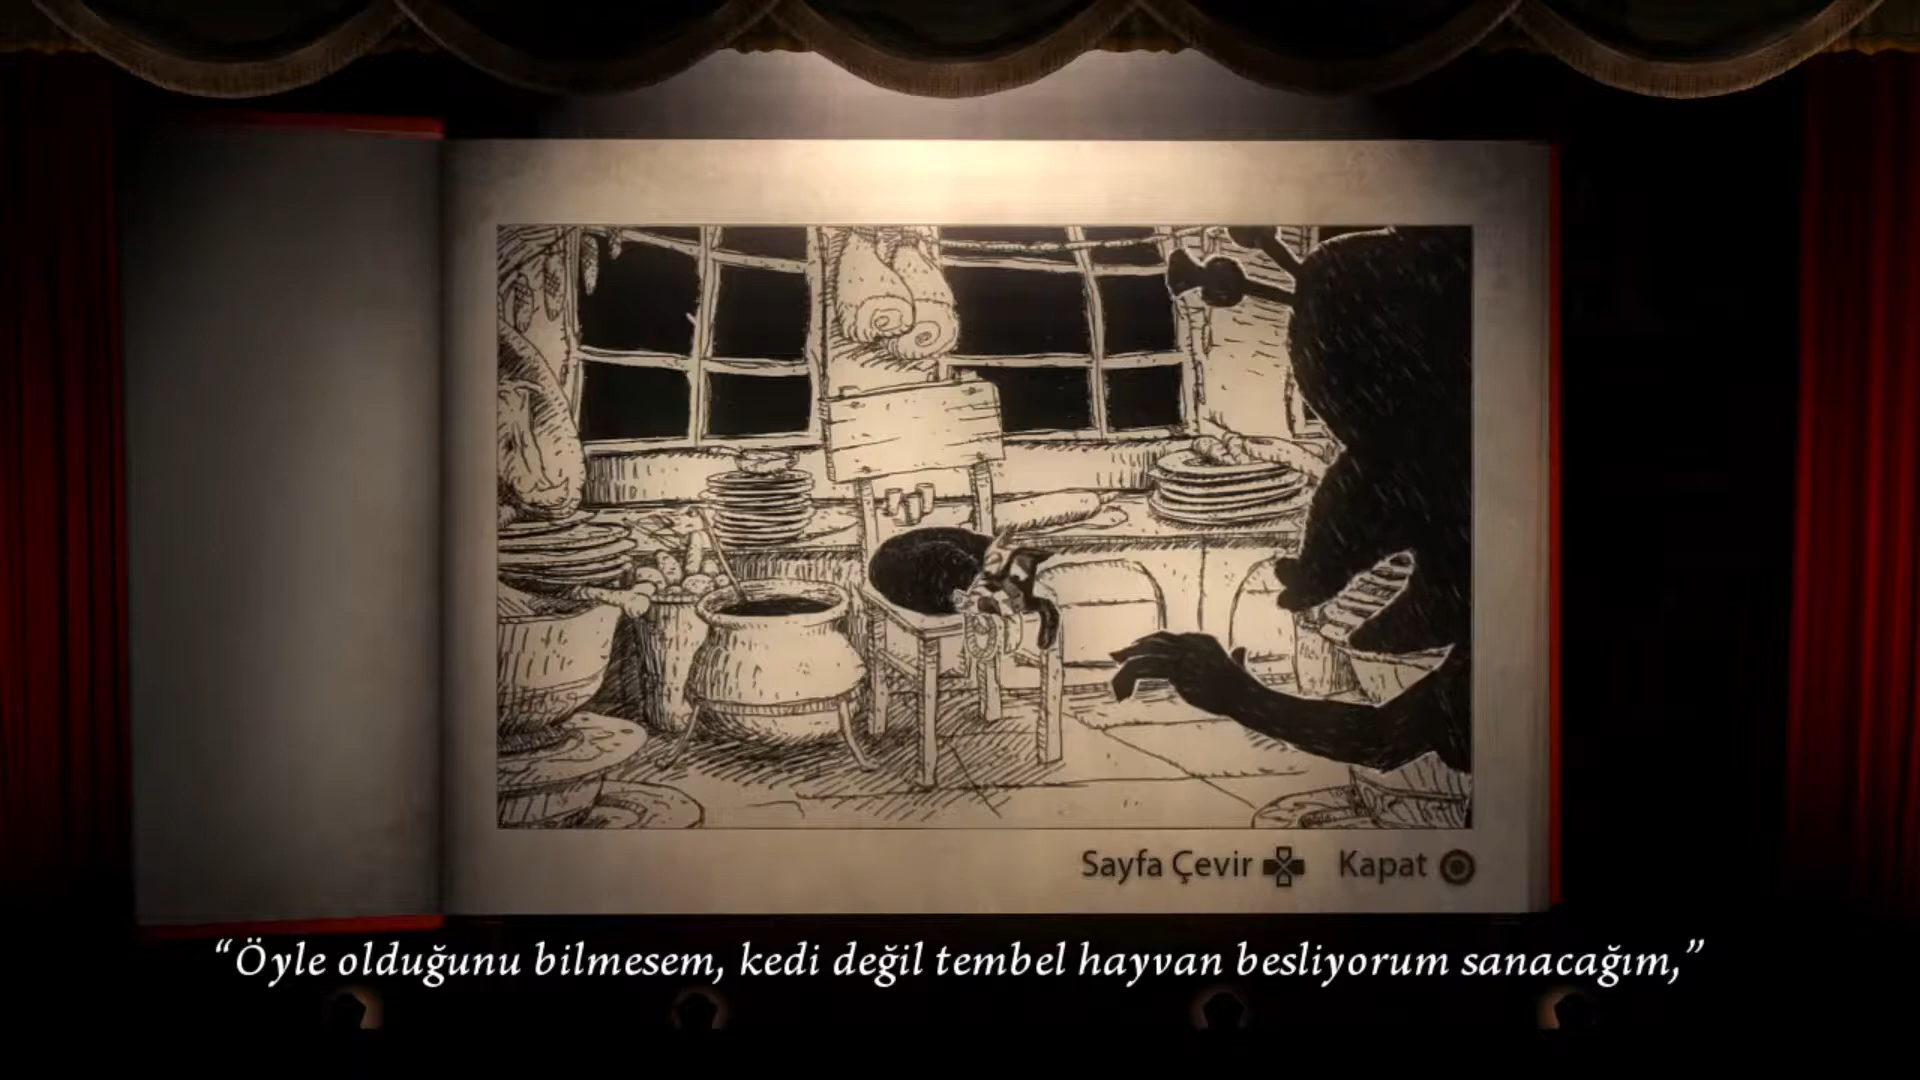 Sayfa Çevir Kapat
“Öyle olduğunu bilmesem, kedi değil tembel hayvan besliyorum sanacağım,”